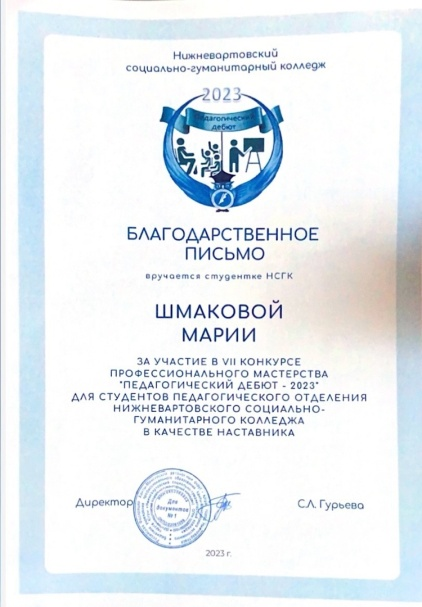 Нижневартовский
социально-гуманитарный колледж
2023
Педагогический
дебют
БЛАГОДАРСТВЕННОЕ
ПИСЬМО
вручается студентке НСГК
ШМАКОВОЙ
МАРИИ
ЗА УЧАСТИЕ В VII КОНКУРСЕ
ПРОФЕССИОНАЛЬНОГО МАСТЕРСТВА
"ПЕДАГОГИЧЕСКИЙ ДЕБЮТ - 2023"
ДЛЯ СТУДЕНТОВ ПЕДАГОГИЧЕСКОГО ОТДЕЛЕНИЯ
НИЖНЕВАРТОВСКОГО СОЦИАЛЬНО-
ГУМАНИТАРНОГО КОЛЛЕДЖА
В КАЧЕСТВЕ НАСТАВНИКА
Директор
Для
документов
№ 1
С.Л. Гурьева
2023 г.